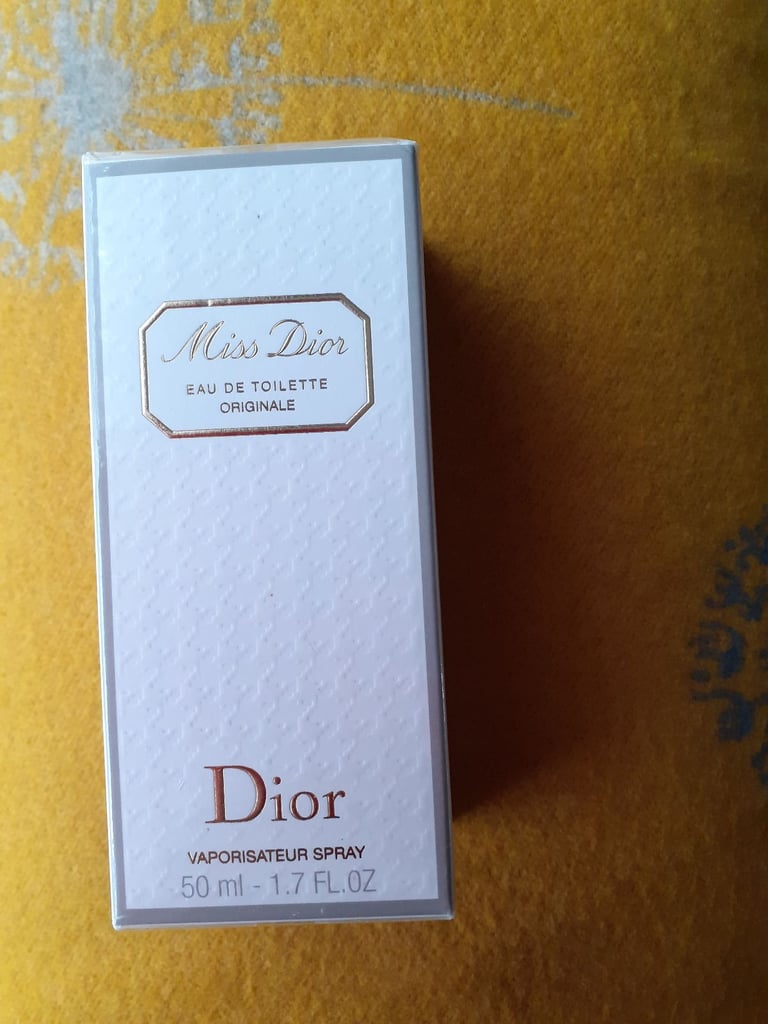 Miss Dior
EAU DE TOILETTE
ORIGINALE
Dior
VAPORISATEUR SPRAY
50 ml - 1.7 FL.OZ